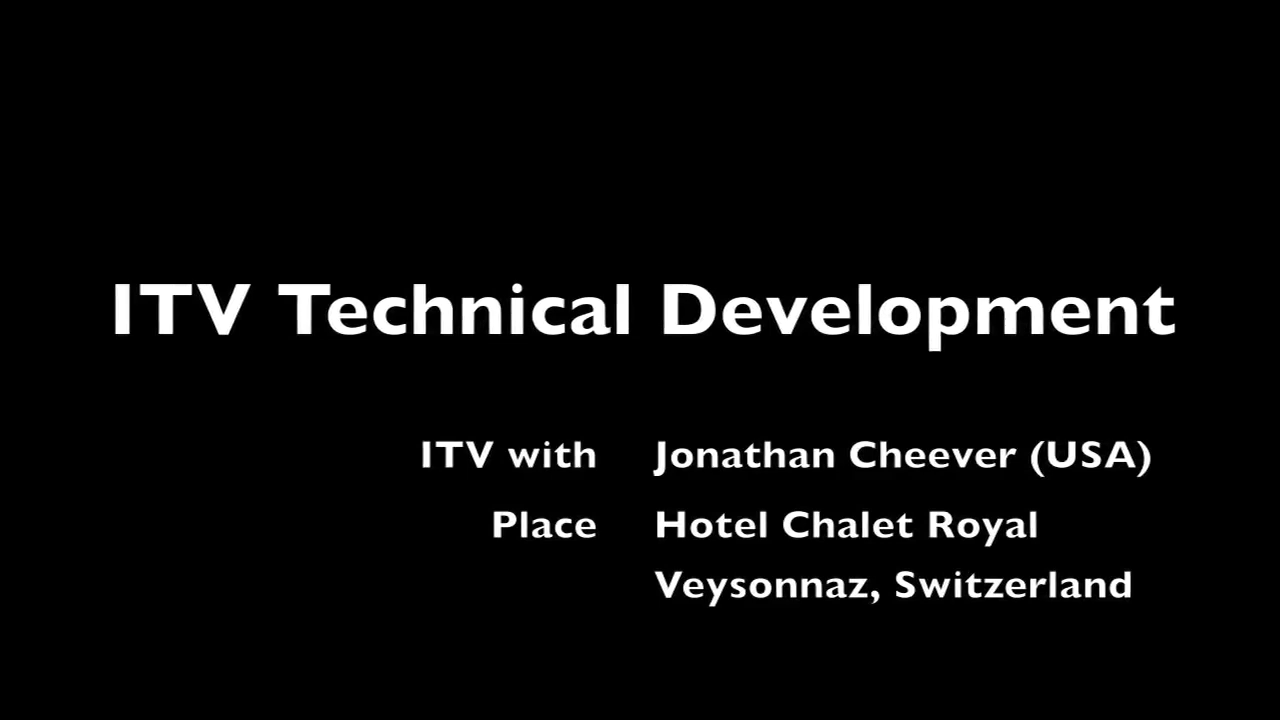 ITV Technical Development
ITV with Jonathan Cheever (USA)
Place Hotel Chalet Royal
Veysonnaz, Switzerland